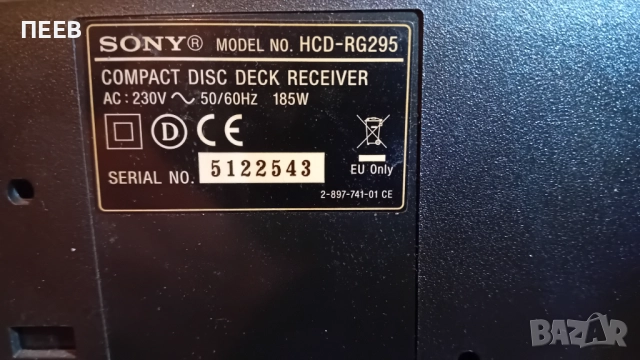 ПЕЕВ
SONY® MODEL NO. HCD-RG295
COMPACT DISC DECK RECEIVER
AC: 230V ~ 50/60HZ 185W
D CE
SERIAL NO. 5122543
EU Only
2-897-741-01 CE
BAZAR